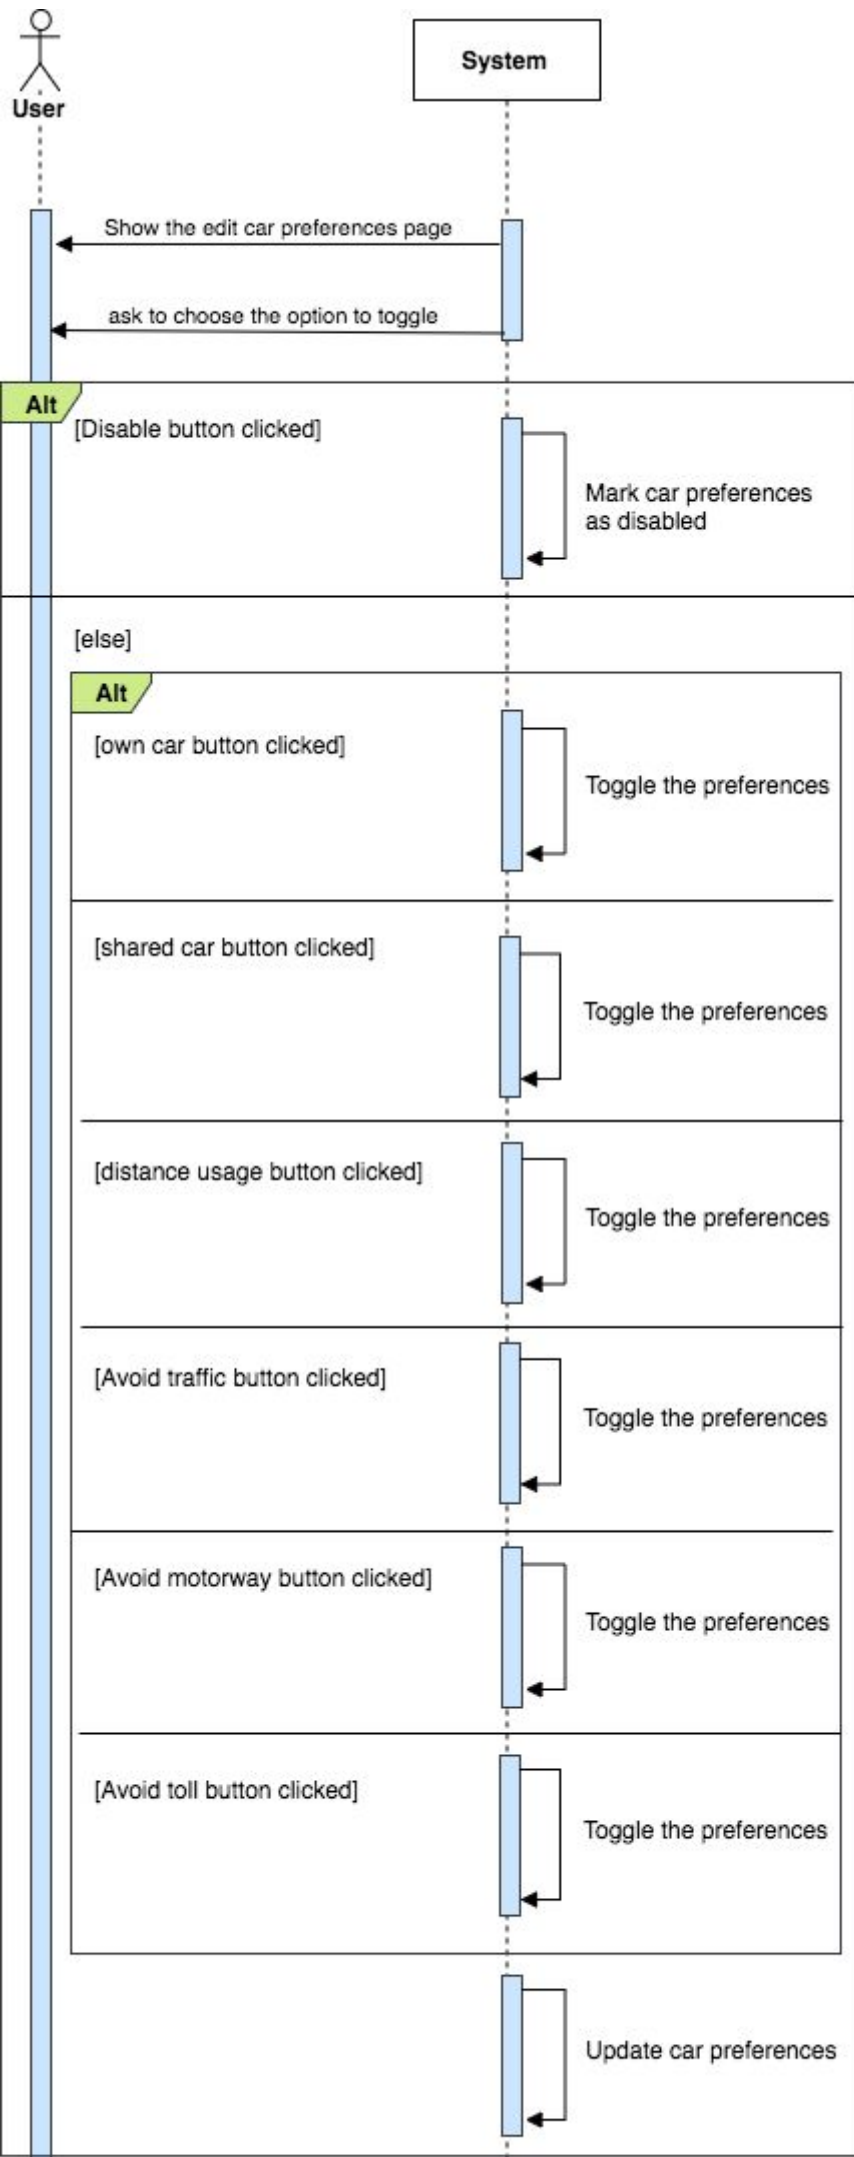 User
System
Show the edit car preferences page
ask to choose the option to toggle
Alt
[Disable button clicked]
Mark car preferences
as disabled
[else]
Alt
[own car button clicked]
Toggle the preferences
[shared car button clicked]
Toggle the preferences
[distance usage button clicked]
Toggle the preferences
[Avoid traffic button clicked]
Toggle the preferences
[Avoid motorway button clicked]
Toggle the preferences
[Avoid toll button clicked]
Toggle the preferences
Update car preferences